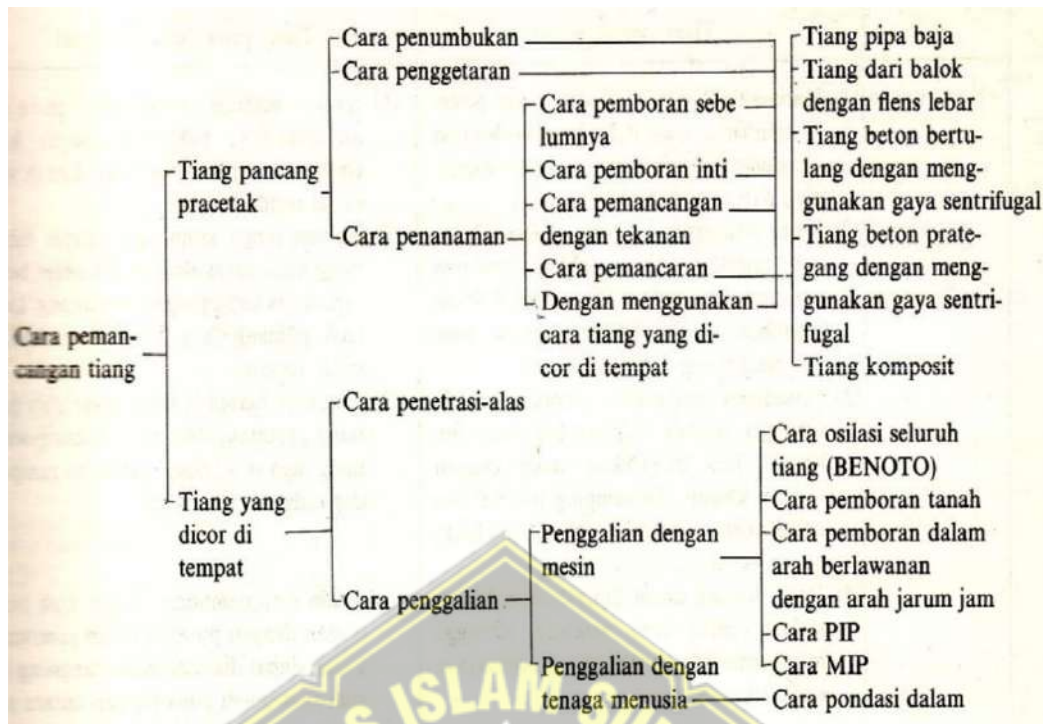 Cara peman-
cangan tiang
Tiang pancang
pracetak
Cara penumbukan
Cara penggetaran
Cara penanaman
Cara pemboran sebe
lumnya
Cara pemboran inti
Cara pemancangan
dengan tekanan
Cara pemancaran
Dengan menggunakan
cara tiang yang di-
cor di tempat
Tiang pipa baja
Tiang dari balok
dengan flens lebar
Tiang beton bertu-
lang dengan meng-
gunakan gaya sentrifugal
Tiang beton prate-
gang dengan meng-
gunakan gaya sentri-
fugal
Tiang komposit
Tiang yang
dicor di
tempat
Cara penetrasi-alas
Cara penggalian
Penggalian dengan
mesin
Cara osilasi seluruh
tiang (BENOTO)
Cara pemboran tanah
Cara pemboran dalam
arah berlawanan
dengan arah jarum jam
Cara PIP
Cara MIP
Penggalian dengan
tenaga menusia
Cara pondasi dalam
ISLAM